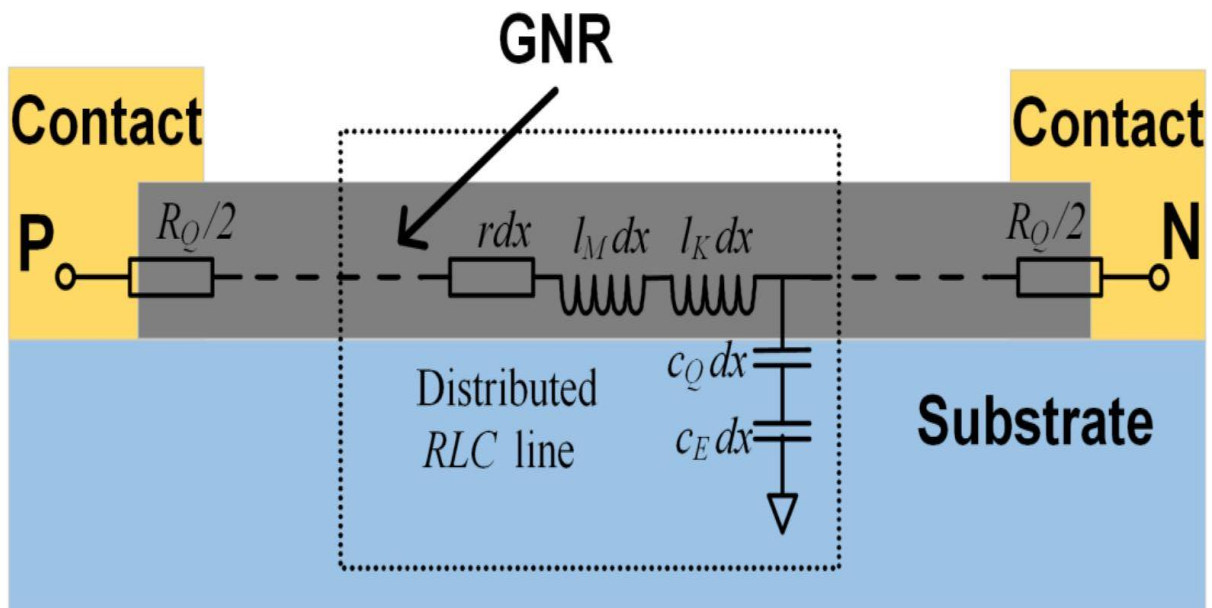 GNR
Contact
Contact
P
R_Q/2
rdx
l_M dx
l_K dx
R_Q/2
N
c_Q dx
Distributed
RLC line
c_E dx
Substrate